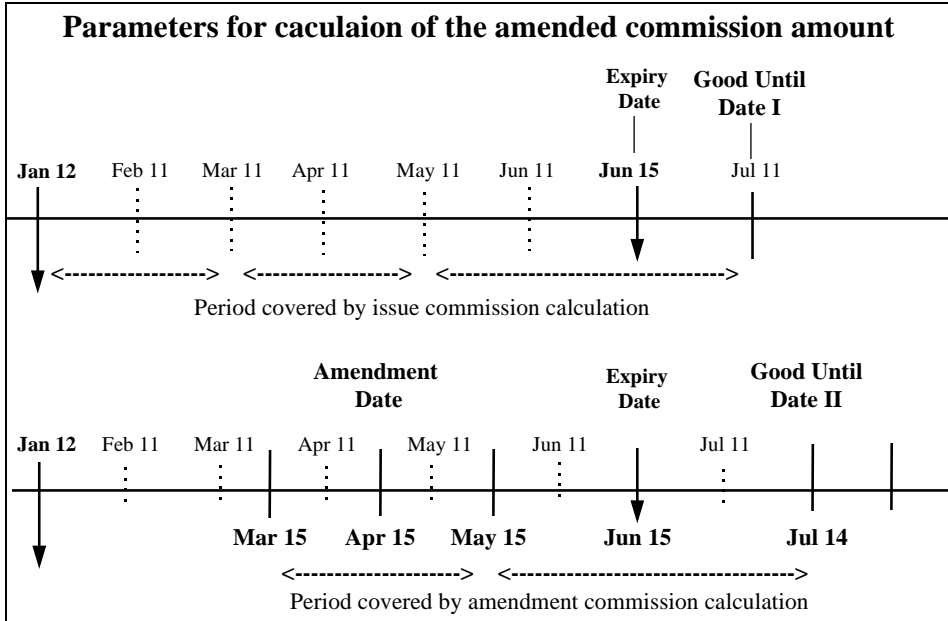 Parameters for caculaion of the amended commission amount
Expiry
Date
Good Until
Date I
Jan 12 Feb 11 Mar 11 Apr 11 May 11 Jun 11 Jun 15 Jul 11
Period covered by issue commission calculation
Amendment
Date
Expiry
Date
Good Until
Date II
Jan 12 Feb 11 Mar 11 Apr 11 May 11 Jun 11 Jul 11
Mar 15 Apr 15 May 15 Jun 15 Jul 14
Period covered by amendment commission calculation